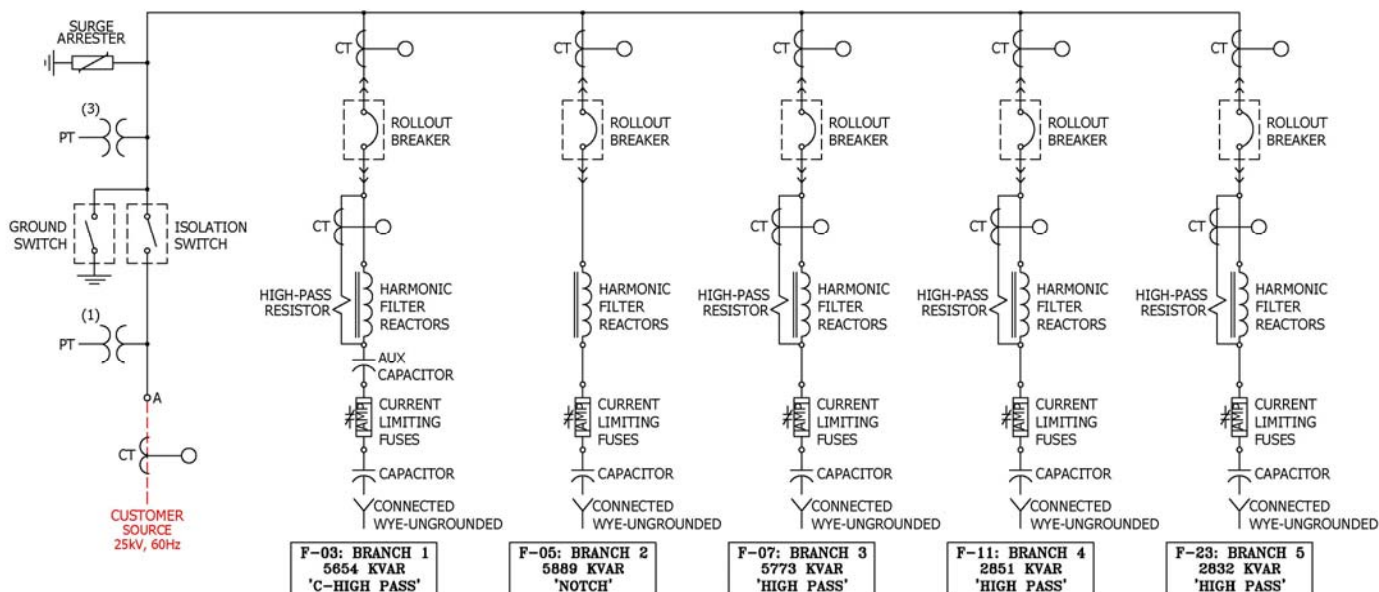 SURGE
ARRESTER
(3)
PT
GROUND
SWITCH
ISOLATION
SWITCH
(1)
PT
A
CT
CUSTOMER
SOURCE
25kV, 60Hz
CT
ROLLOUT
BREAKER
CT
HIGH-PASS
RESISTOR
HARMONIC
FILTER
REACTORS
AUX
CAPACITOR
AMP
CURRENT
LIMITING
FUSES
CAPACITOR
CONNECTED
WYE-UNGROUNDED
F-03: BRANCH 1
5654 KVAR
'C-HIGH PASS'
CT
ROLLOUT
BREAKER
HARMONIC
FILTER
REACTORS
AMP
CURRENT
LIMITING
FUSES
CAPACITOR
CONNECTED
WYE-UNGROUNDED
F-05: BRANCH 2
5889 KVAR
'NOTCH'
CT
ROLLOUT
BREAKER
CT
HIGH-PASS
RESISTOR
HARMONIC
FILTER
REACTORS
AMP
CURRENT
LIMITING
FUSES
CAPACITOR
CONNECTED
WYE-UNGROUNDED
F-07: BRANCH 3
5773 KVAR
'HIGH PASS'
CT
ROLLOUT
BREAKER
CT
HIGH-PASS
RESISTOR
HARMONIC
FILTER
REACTORS
AMP
CURRENT
LIMITING
FUSES
CAPACITOR
CONNECTED
WYE-UNGROUNDED
F-11: BRANCH 4
2851 KVAR
'HIGH PASS'
CT
ROLLOUT
BREAKER
CT
HIGH-PASS
RESISTOR
HARMONIC
FILTER
REACTORS
AMP
CURRENT
LIMITING
FUSES
CAPACITOR
CONNECTED
WYE-UNGROUNDED
F-23: BRANCH 5
2832 KVAR
'HIGH PASS'